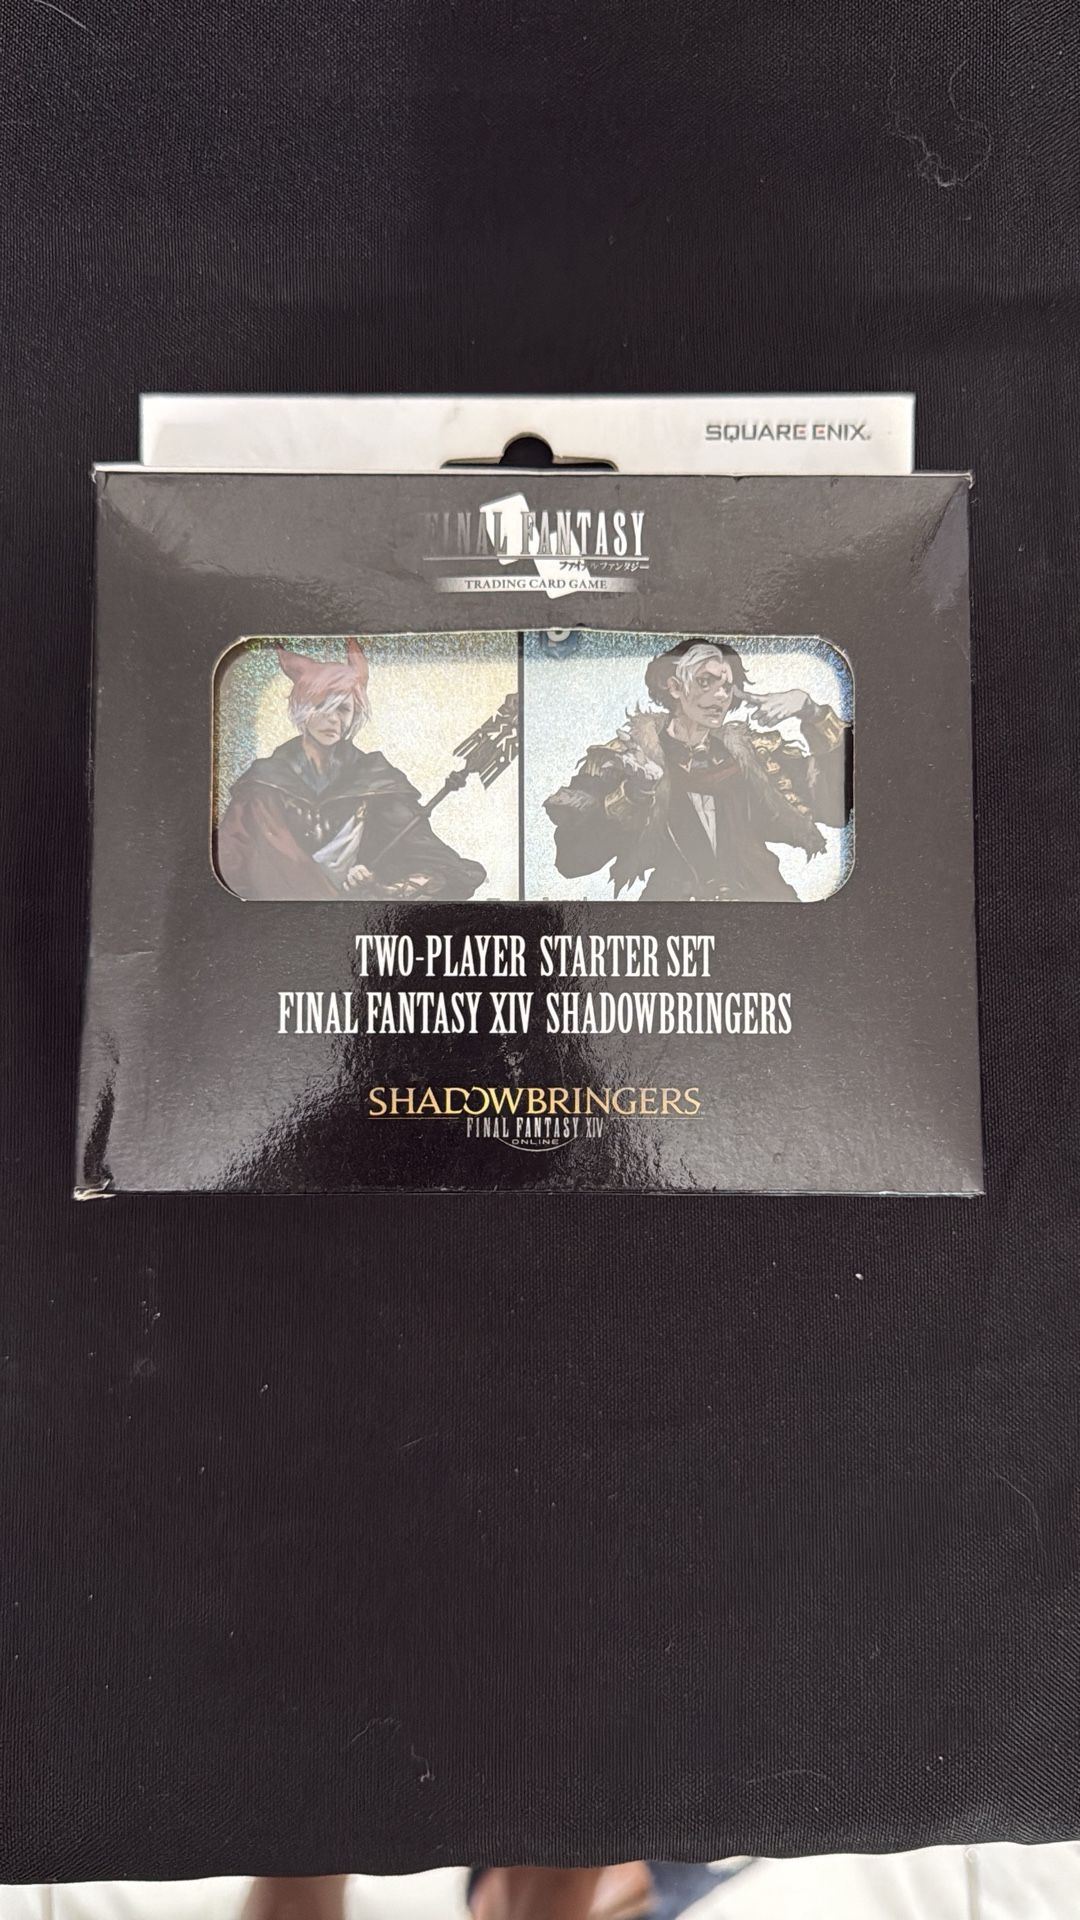 SQUARE ENIX.
FINAL FANTASY
ファイナルファンタジー
TRADING CARD GAME
TWO-PLAYER STARTER SET
FINAL FANTASY XIV SHADOWBRINGERS
SHADOWBRINGERS
FINAL FANTASY XIV
ONLINE